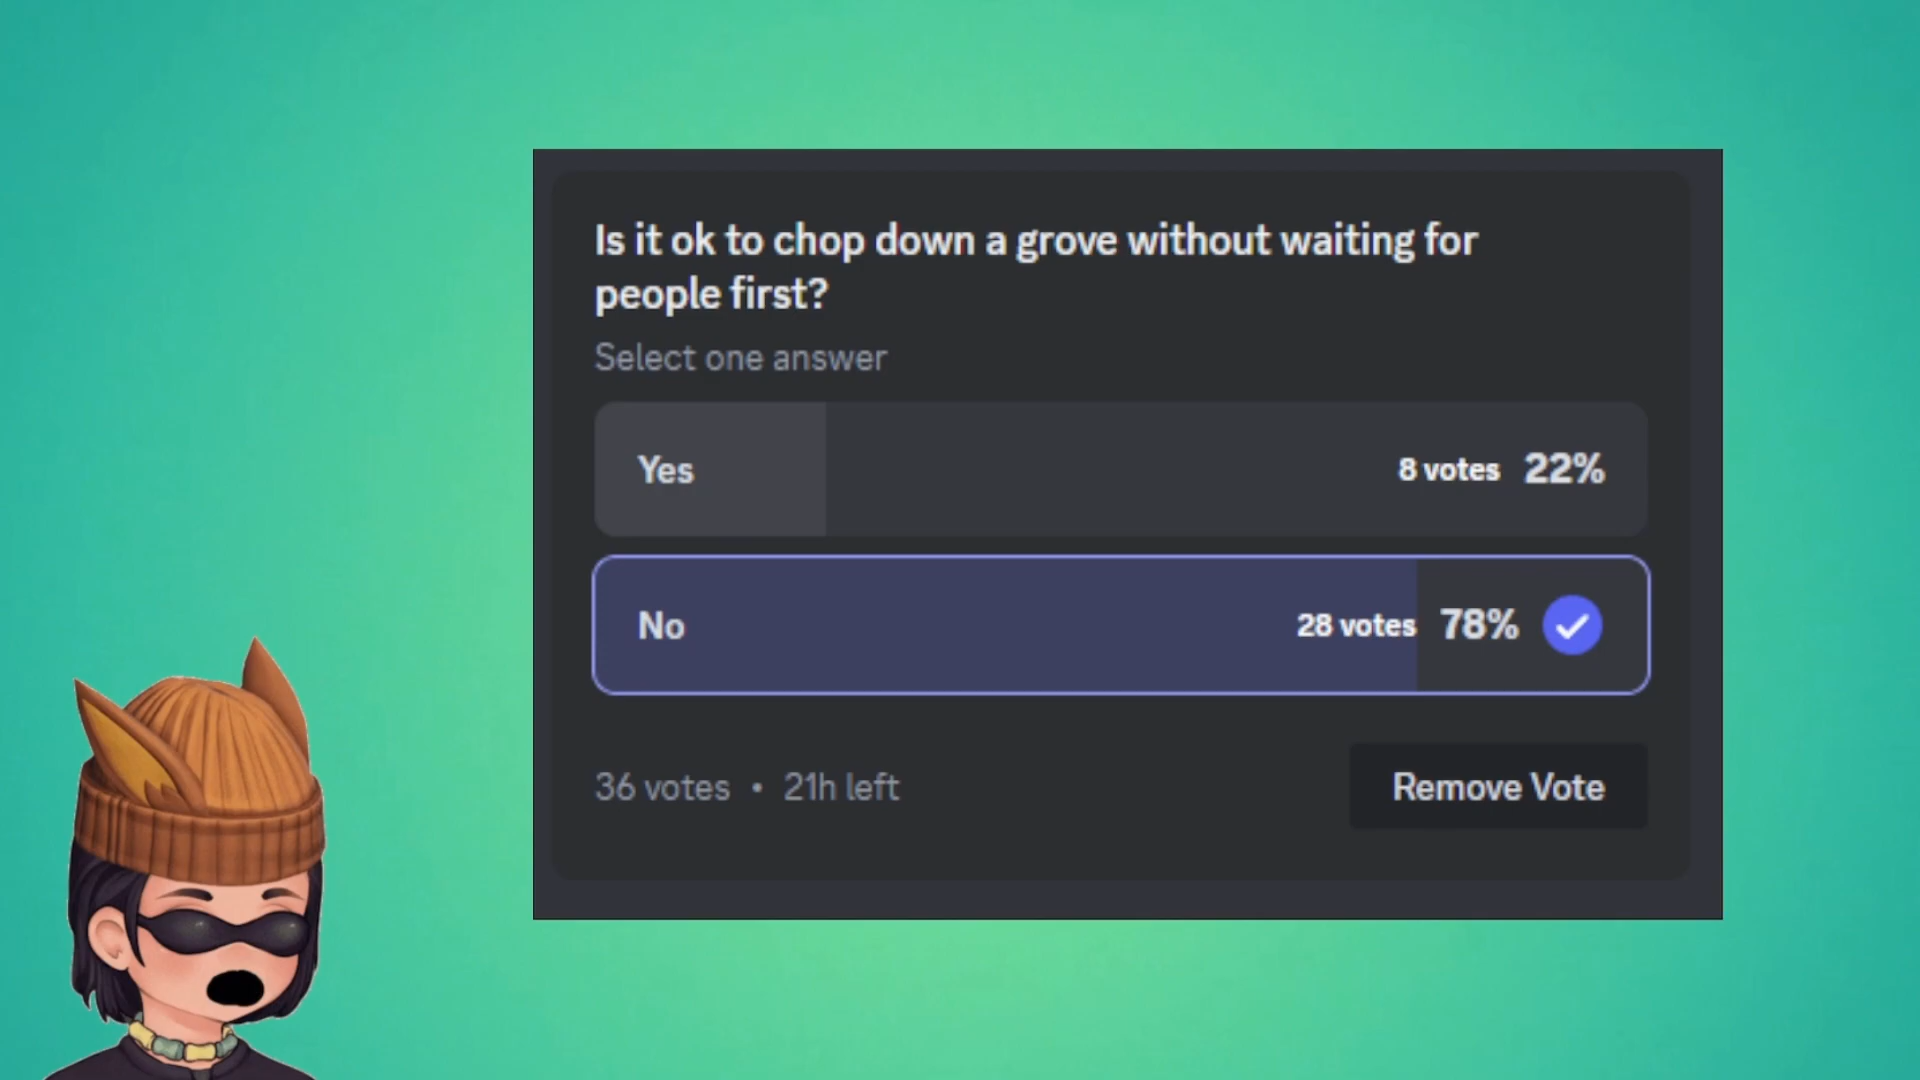 Is it ok to chop down a grove without waiting for
people first?
Select one answer
Yes 8 votes 22%
No 28 votes 78%
36 votes • 21h left Remove Vote